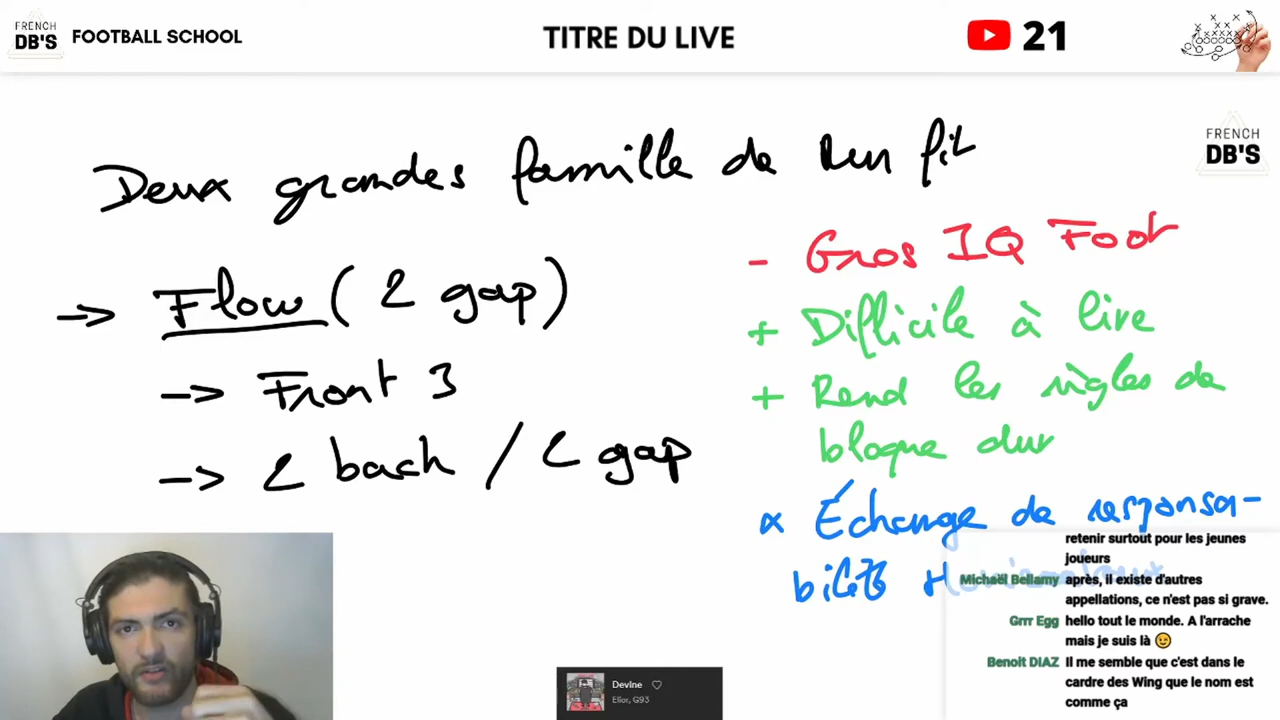 FRENCH
DB'S
FOOTBALL SCHOOL
TITRE DU LIVE
21
FRENCH
DB'S
Deux grandes famille de Run fit
→ Flow (2 gap)
→ Front 3
→ 2 back / 2 gap
- Gros IQ Foot
+ Difficile à lire
+ Rend les règles de
bloque dur
× Échange de responsa-
bilité
retenir surtout pour les jeunes
joueurs
Michaël Bellamy après, il existe d'autres
appellations, ce n'est pas si grave.
Grrr Egg hello tout le monde. A l'arrache
mais je suis là 😉
Benoit DIAZ Il me semble que c'est dans le
cardre des Wing que le nom est
comme ça
Devine
Elior, G93